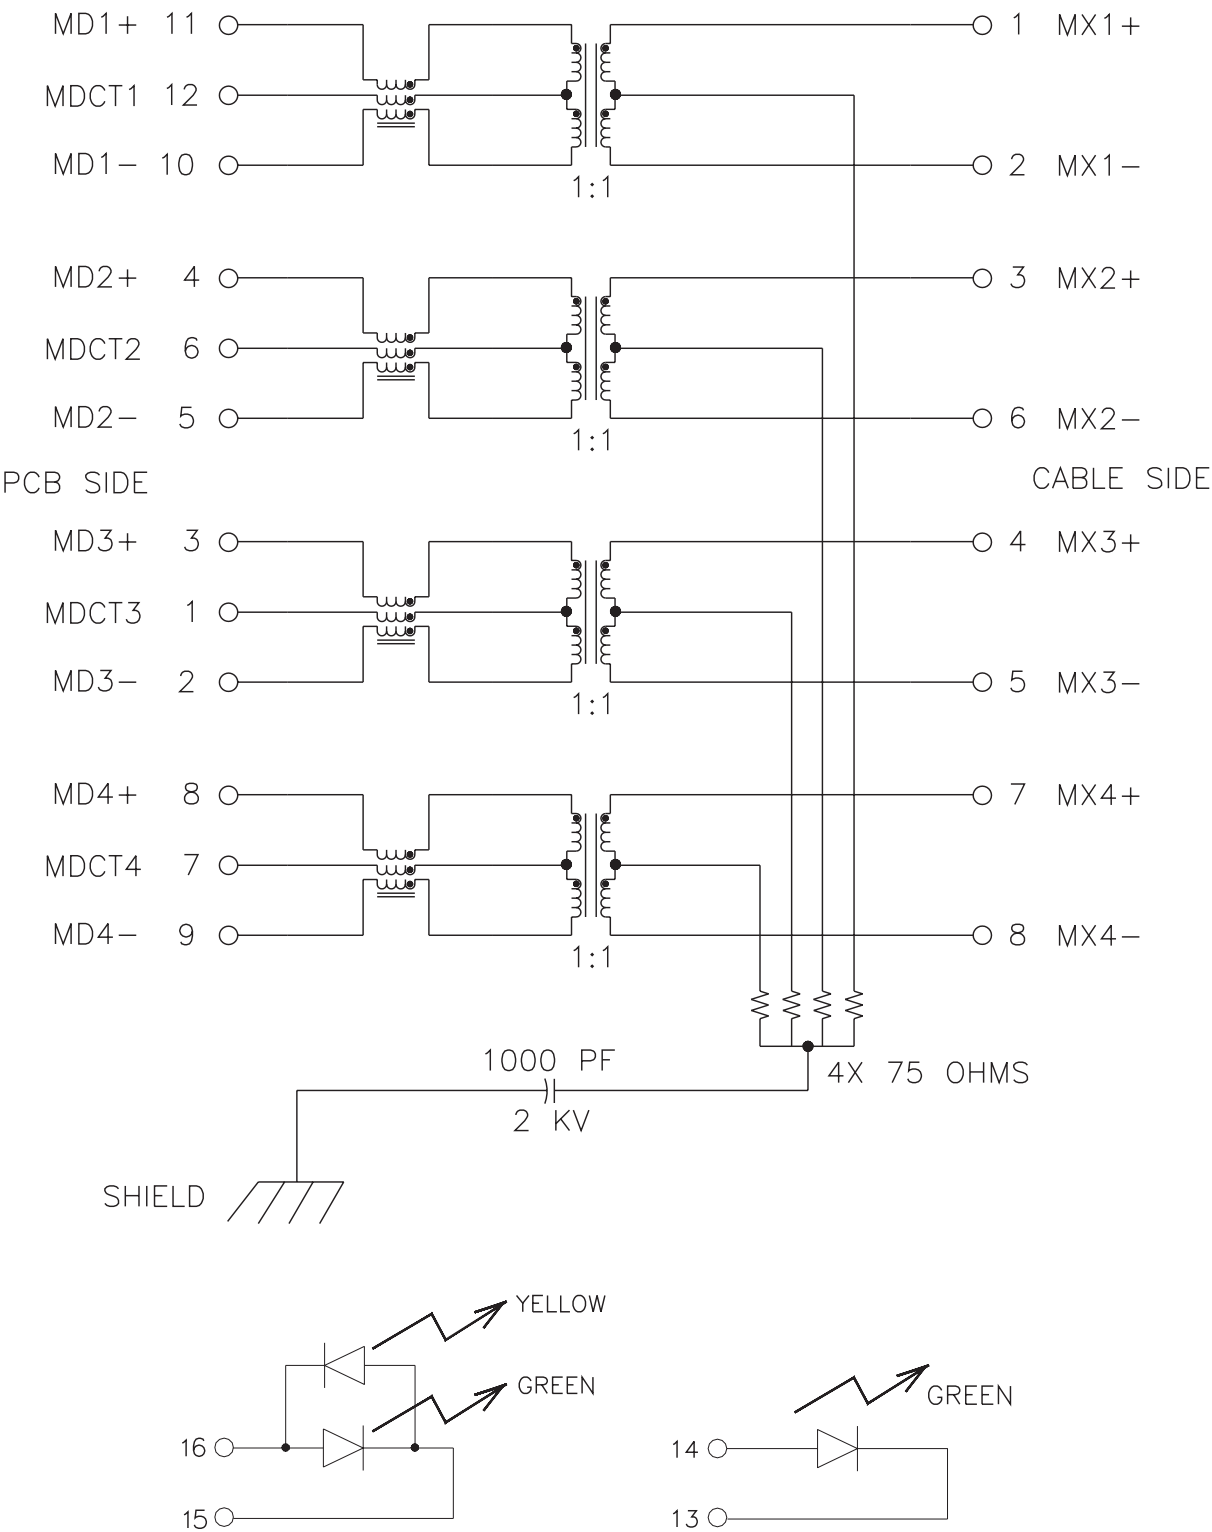 MD1+ 11 1 MX1+
MDCT1 12
MD1- 10 2 MX1-
1:1
MD2+ 4 3 MX2+
MDCT2 6
MD2- 5 6 MX2-
1:1
PCB SIDE CABLE SIDE
MD3+ 3 4 MX3+
MDCT3 1
MD3- 2 5 MX3-
1:1
MD4+ 8 7 MX4+
MDCT4 7
MD4- 9 8 MX4-
1:1
1000 PF
4X 75 OHMS
2 KV
SHIELD
YELLOW
GREEN
GREEN
16 14
15 13